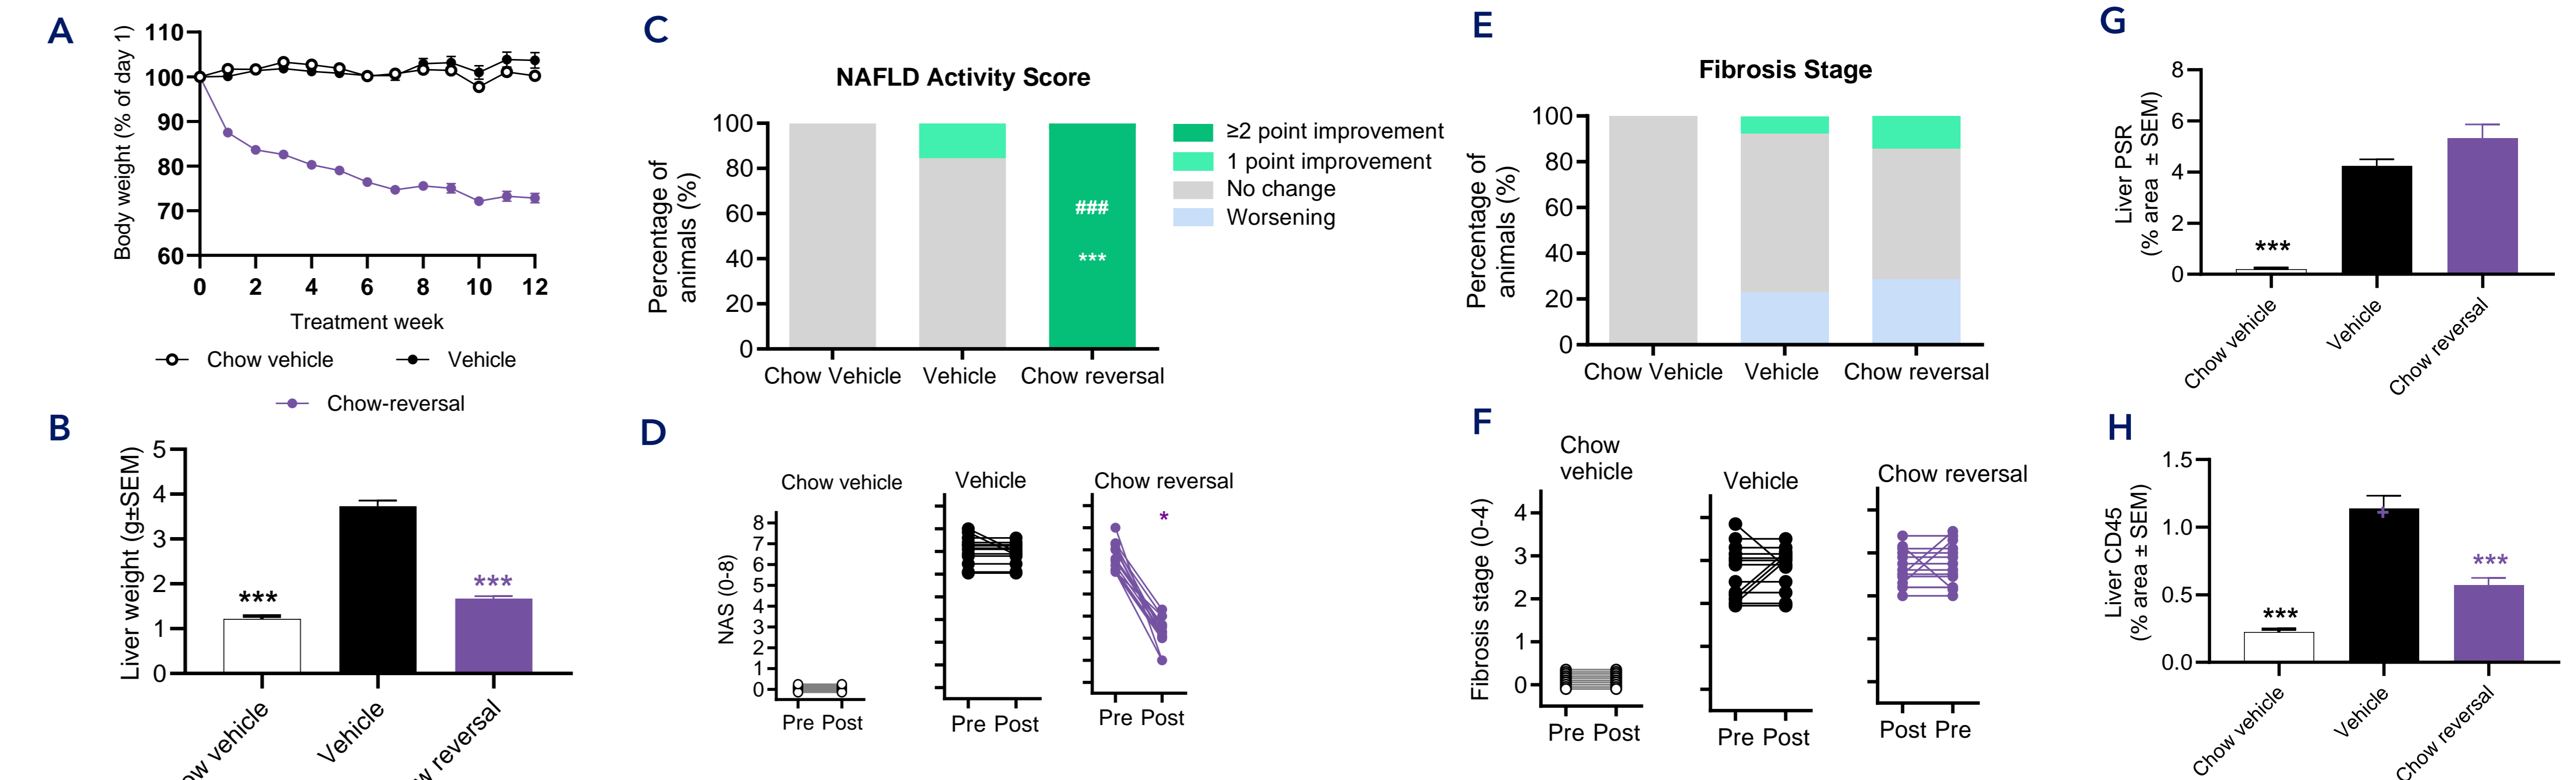 A
Body weight (% of day 1)
110
100
90
80
70
60
0 2 4 6 8 10 12
Treatment week
Chow vehicle
Vehicle
Chow-reversal
B
Liver weight (g±SEM)
5
4
3
2
1
0
***
***
ow vehicle
Vehicle
w reversal
C
NAFLD Activity Score
Percentage of
animals (%)
100
80
60
40
20
0
###
***
Chow Vehicle
Vehicle
Chow reversal
≥2 point improvement
1 point improvement
No change
Worsening
D
NAS (0-8)
8
7
6
5
4
3
2
1
0
Chow vehicle
Pre Post
Vehicle
Pre Post
Chow reversal
*
Pre Post
E
Fibrosis Stage
Percentage of
animals (%)
100
80
60
40
20
0
Chow Vehicle
Vehicle
Chow reversal
F
Fibrosis stage (0-4)
4
3
2
1
0
Chow
vehicle
Pre Post
Vehicle
Pre Post
Chow reversal
Post Pre
G
Liver PSR
(% area ± SEM)
8
6
4
2
0
***
Chow vehicle
Vehicle
Chow reversal
H
Liver CD45
(% area ± SEM)
1.5
1.0
0.5
0.0
***
+
***
Chow vehicle
Vehicle
Chow reversal